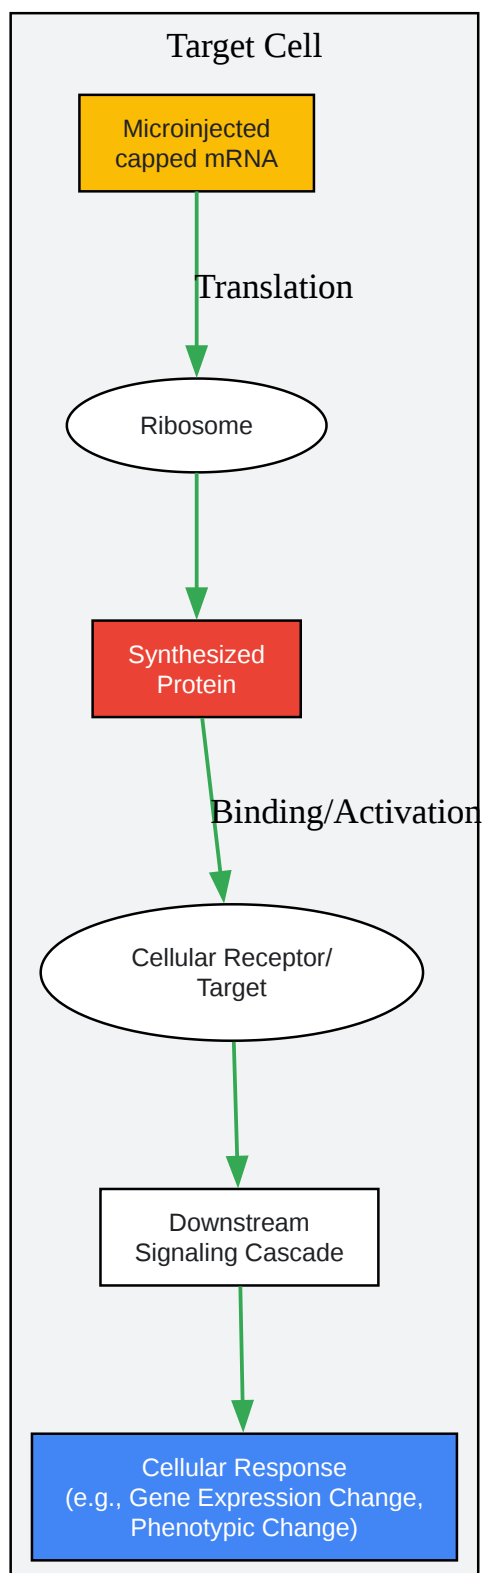 Target Cell
Microinjected
capped mRNA
Translation
Ribosome
Synthesized
Protein
Binding/Activation
Cellular Receptor/
Target
Downstream
Signaling Cascade
Cellular Response
(e.g., Gene Expression Change,
Phenotypic Change)